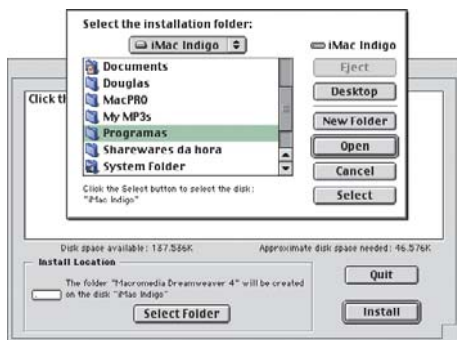 Select the installation folder:
iMac Indigo
iMac Indigo
Documents
Douglas
MacPRO
My MP3s
Programas
Sharewares da hora
System Folder
Eject
Desktop
New Folder
Open
Cancel
Select
Click the Select button to select the disk:
"iMac Indigo"
Click th
Disk space available: 137.536K
Approximate disk space needed: 46.576K
Install Location
The folder "Macromedia Dreamweaver 4" will be created
on the disk "iMac Indigo"
Select Folder
Quit
Install